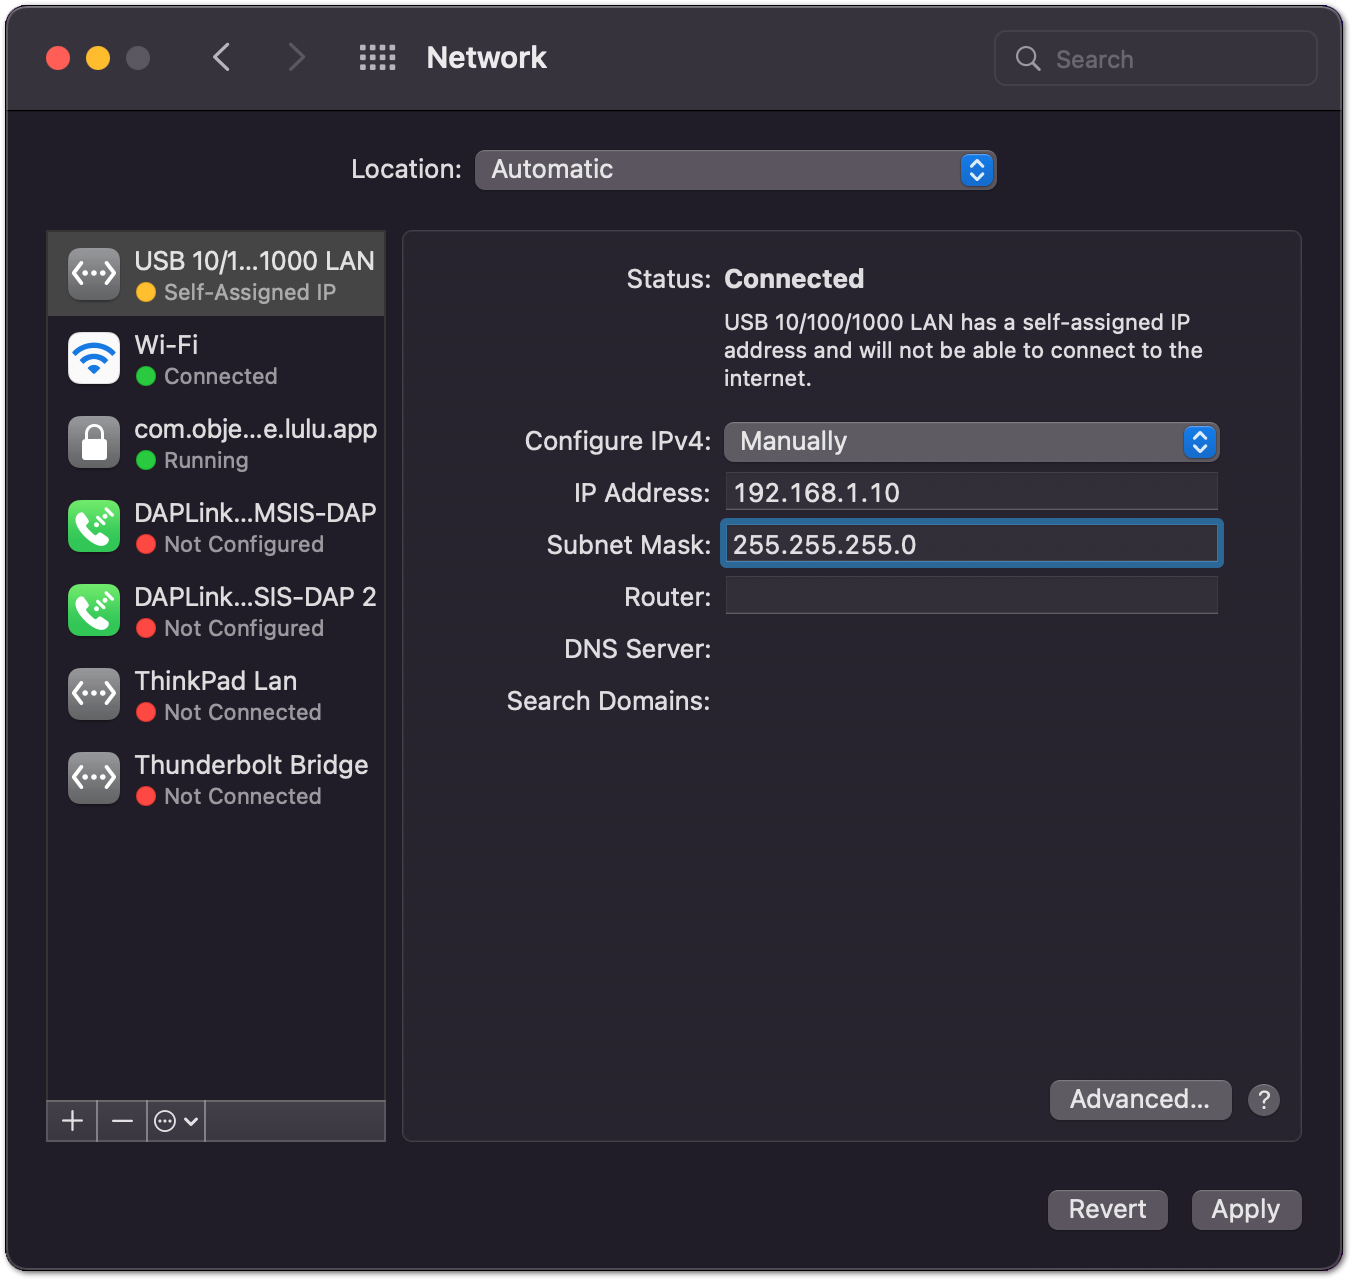 Network
Search
Location: Automatic
USB 10/1...1000 LAN
Self-Assigned IP
Wi-Fi
Connected
com.obje...e.lulu.app
Running
DAPLink...MSIS-DAP
Not Configured
DAPLink...SIS-DAP 2
Not Configured
ThinkPad Lan
Not Connected
Thunderbolt Bridge
Not Connected
Status: Connected
USB 10/100/1000 LAN has a self-assigned IP
address and will not be able to connect to the
internet.
Configure IPv4: Manually
IP Address: 192.168.1.10
Subnet Mask: 255.255.255.0
Router:
DNS Server:
Search Domains:
Advanced... ?
Revert Apply